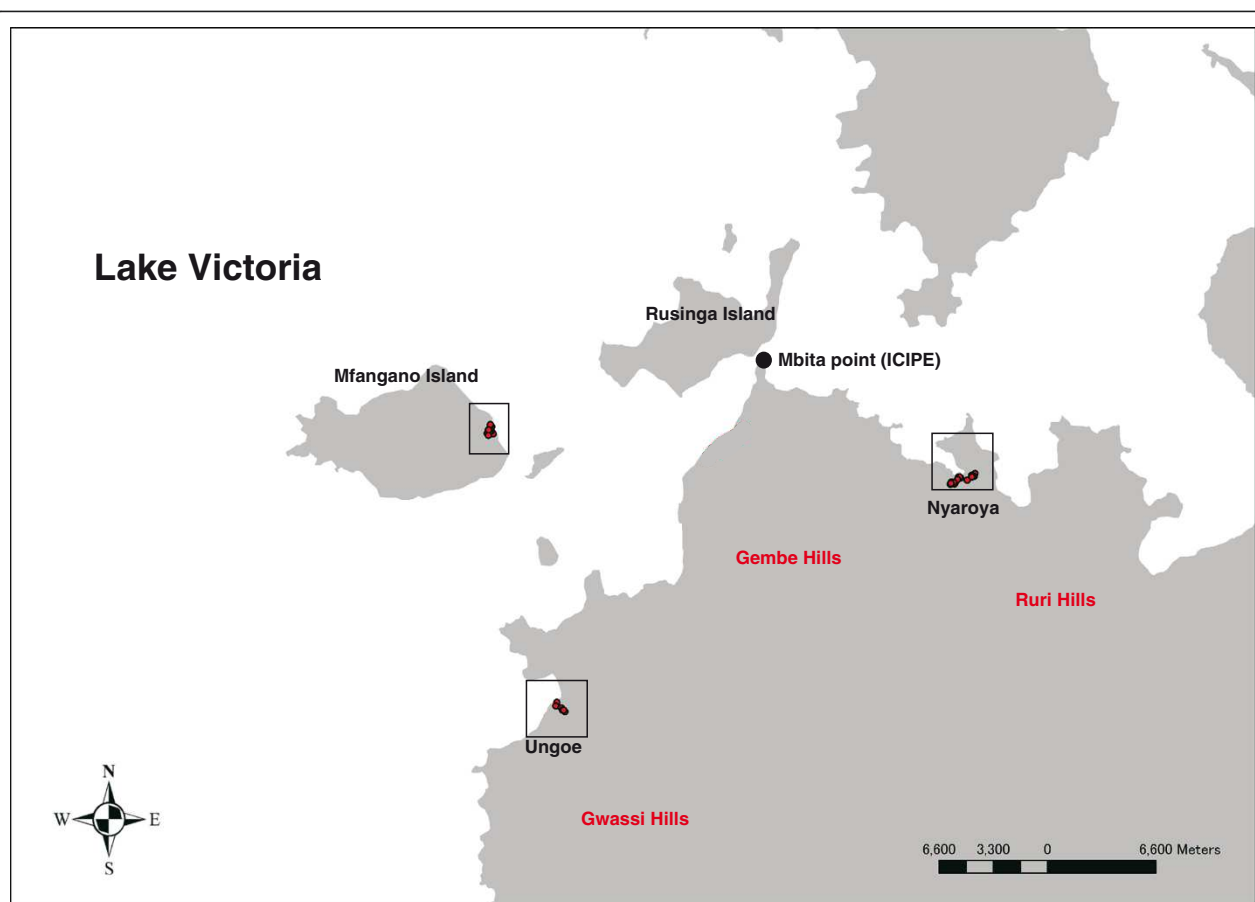 Lake Victoria
Rusinga Island
Mbita point (ICIPE)
Mfangano Island
Nyaroya
Gembe Hills
Ruri Hills
Ungoe
Gwassi Hills
N
W E
S
6,600 3,300 0 6,600 Meters